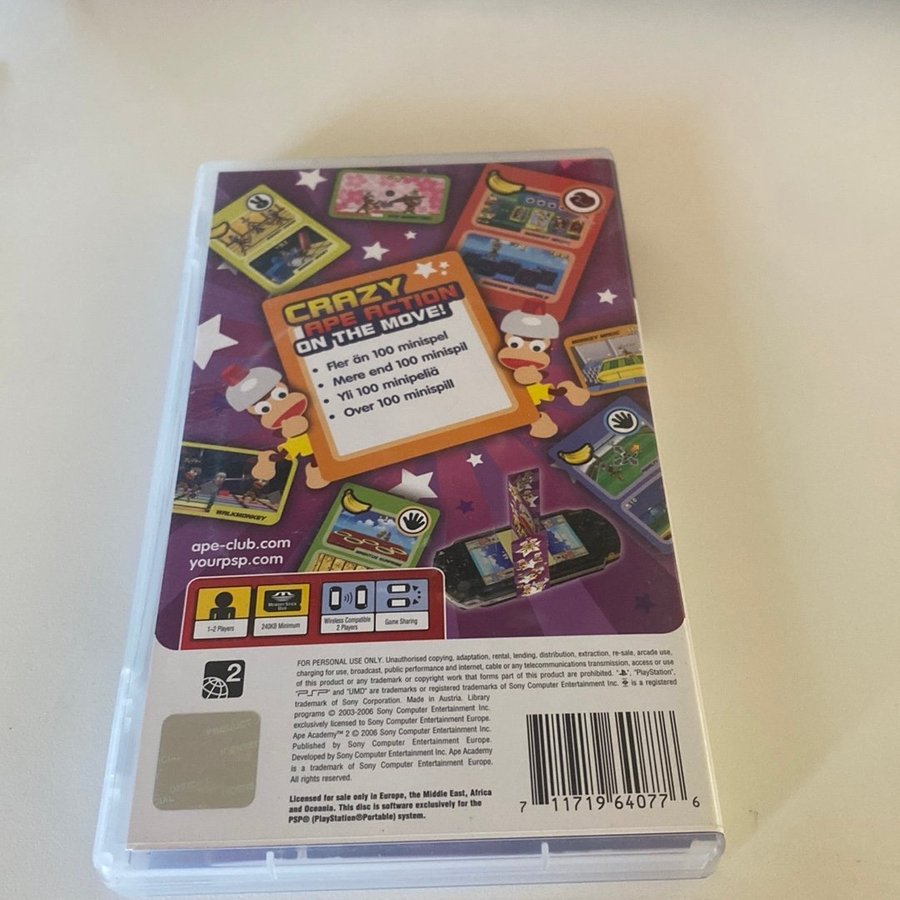 CRAZY
APE ACTION
ON THE MOVE!
• Fler än 100 minispel
• Mere end 100 minispil
• Yli 100 minipeliä
• Over 100 minispill
MONKEY MAGIC
WALKMONKEY
ape-club.com
yourpsp.com
1-2 Players
MEMORY STICK
DUO
240KB Minimum
Wireless Compatible
2 Players
Game Sharing
2
FOR PERSONAL USE ONLY. Unauthorised copying, adaptation, rental, lending, distribution, extraction, re-sale, arcade use,
charging for use, broadcast, public performance and internet, cable or any telecommunications transmission, access or use
of this product or any trademark or copyright work that forms part of this product are prohibited. "", "PlayStation",
"PSP" and "UMD" are trademarks or registered trademarks of Sony Computer Entertainment Inc. is a registered
trademark of Sony Corporation. Made in Austria. Library
programs © 2003-2006 Sony Computer Entertainment Inc.
exclusively licensed to Sony Computer Entertainment Europe.
Ape Academy™ 2 © 2006 Sony Computer Entertainment Inc.
Published by Sony Computer Entertainment Europe.
Developed by Sony Computer Entertainment Inc. Ape Academy
is a trademark of Sony Computer Entertainment Inc.
All rights reserved.
Licensed for sale only in Europe, the Middle East, Africa
and Oceania. This disc is software exclusively for the
PSP® (PlayStation®Portable) system.
7 11719 64077 6